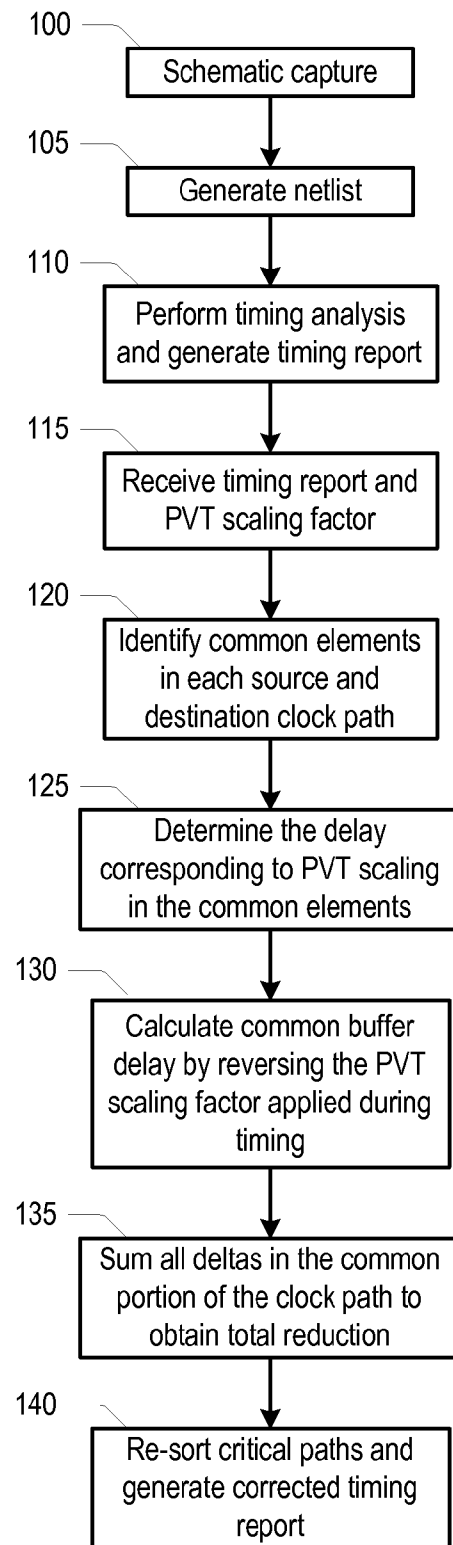 100
Schematic capture
105
Generate netlist
110
Perform timing analysis
and generate timing report
115
Receive timing report and
PVT scaling factor
120
Identify common elements
in each source and
destination clock path
125
Determine the delay
corresponding to PVT scaling
in the common elements
130
Calculate common buffer
delay by reversing the PVT
scaling factor applied during
timing
135
Sum all deltas in the common
portion of the clock path to
obtain total reduction
140
Re-sort critical paths and
generate corrected timing
report